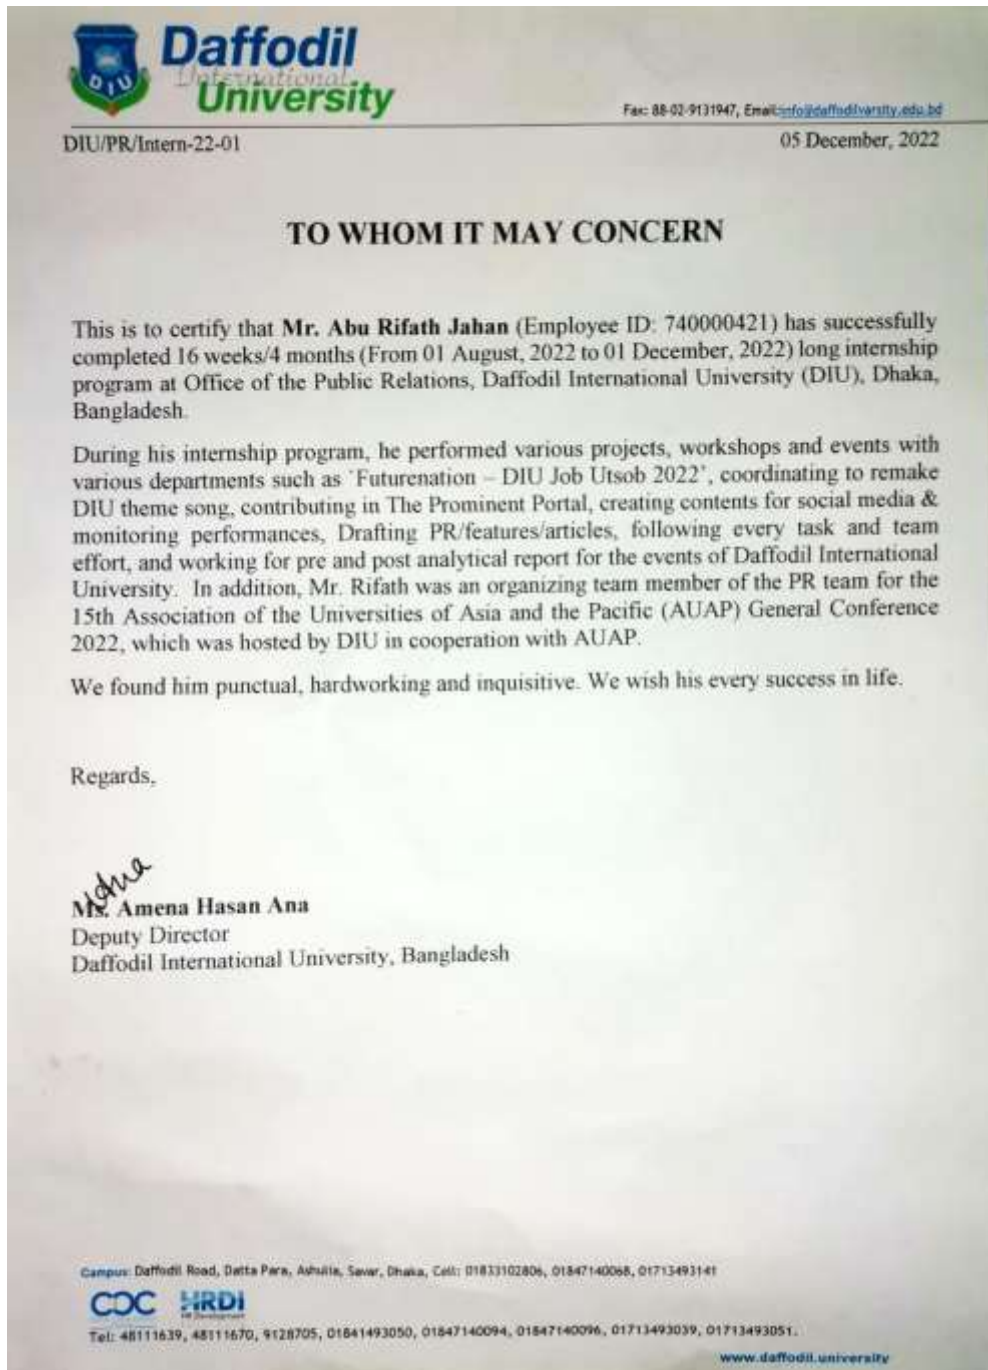 Daffodil
International
University
DIU
Fax: 88-02-9131947, Email:info@daffodilvarsity.edu.bd
DIU/PR/Intern-22-01
05 December, 2022
TO WHOM IT MAY CONCERN
This is to certify that Mr. Abu Rifath Jahan (Employee ID: 740000421) has successfully
completed 16 weeks/4 months (From 01 August, 2022 to 01 December, 2022) long internship
program at Office of the Public Relations, Daffodil International University (DIU), Dhaka,
Bangladesh.
During his internship program, he performed various projects, workshops and events with
various departments such as 'Futurenation – DIU Job Utsob 2022', coordinating to remake
DIU theme song, contributing in The Prominent Portal, creating contents for social media &
monitoring performances, Drafting PR/features/articles, following every task and team
effort, and working for pre and post analytical report for the events of Daffodil International
University. In addition, Mr. Rifath was an organizing team member of the PR team for the
15th Association of the Universities of Asia and the Pacific (AUAP) General Conference
2022, which was hosted by DIU in cooperation with AUAP.
We found him punctual, hardworking and inquisitive. We wish his every success in life.
Regards,
Ms. Amena Hasan Ana
Deputy Director
Daffodil International University, Bangladesh
Campus: Daffodil Road, Datta Para, Ashulia, Savar, Dhaka, Cell: 01833102806, 01847140068, 01713493141
CDC HRDI
Tel: 48111639, 48111670, 9128705, 01841493050, 01847140094, 01847140096, 01713493039, 01713493051.
www.daffodil.university